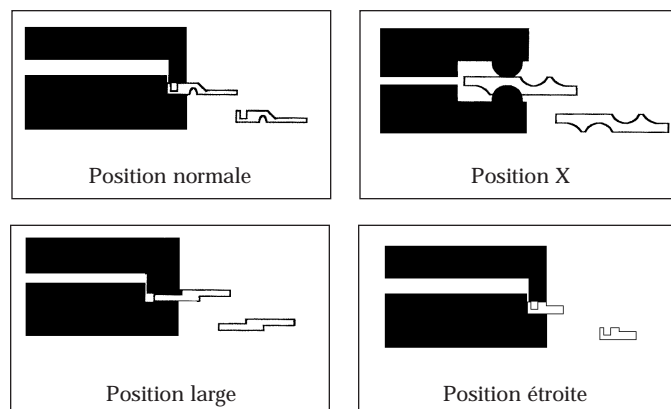 Position normale
Position X
Position large
Position étroite